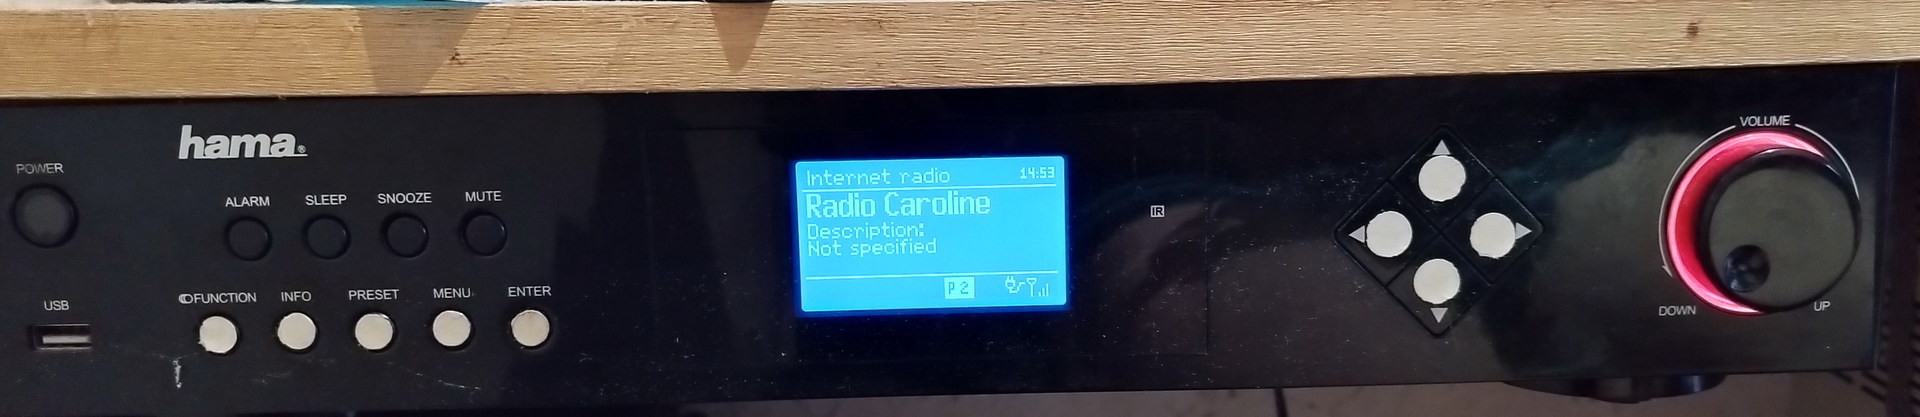 hama®
POWER
ALARM SLEEP SNOOZE MUTE
USB
FUNCTION INFO PRESET MENU ENTER
Internet radio 14:53
Radio Caroline
Description:
Not specified
P 2
IR
VOLUME
DOWN UP